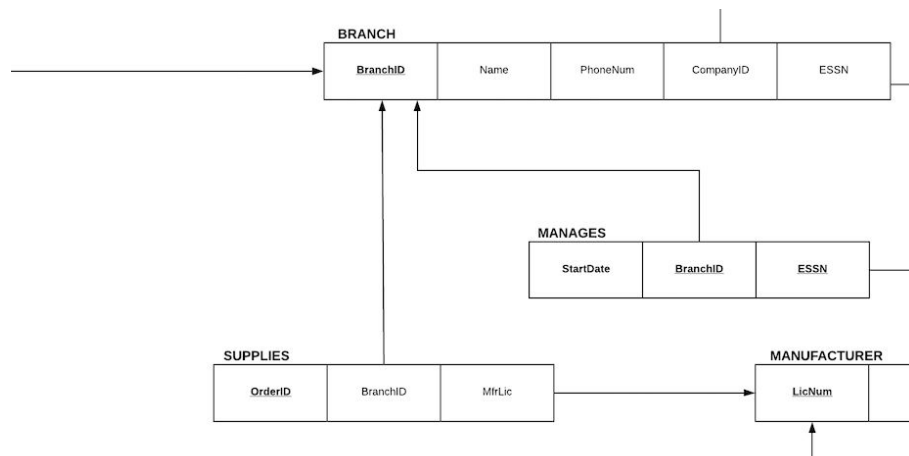 BRANCH
BranchID Name PhoneNum CompanyID ESSN
MANAGES
StartDate BranchID ESSN
SUPPLIES
OrderID BranchID MfrLic
MANUFACTURER
LicNum